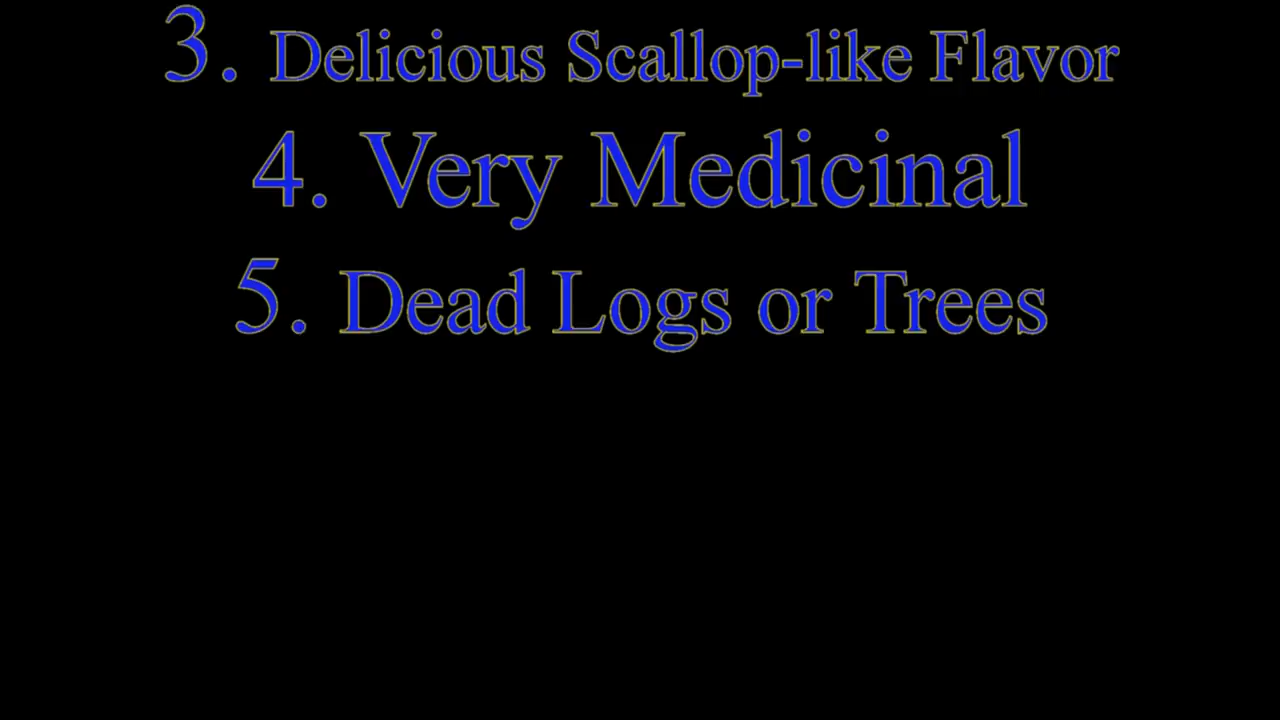 3. Delicious Scallop-like Flavor
4. Very Medicinal
5. Dead Logs or Trees